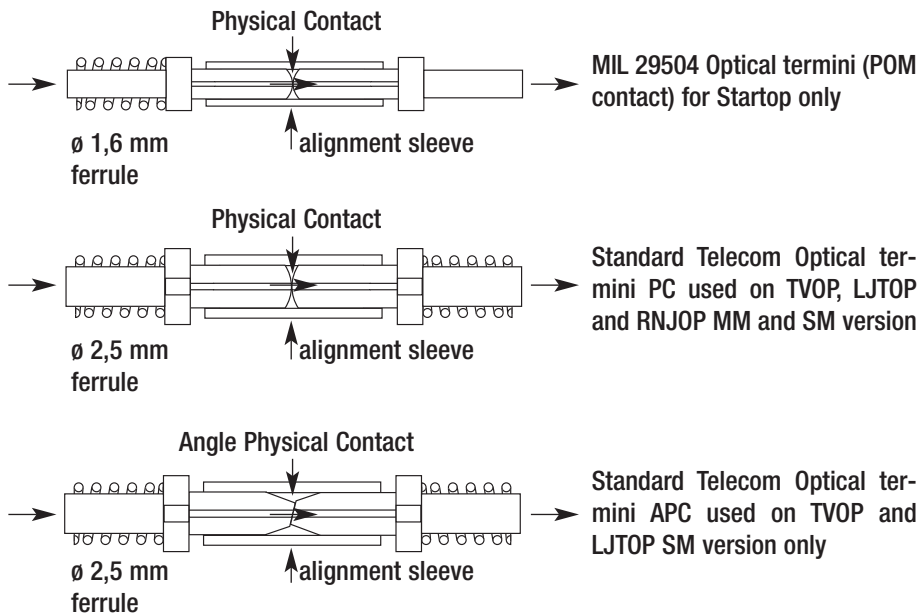 Physical Contact
MIL 29504 Optical termini (POM
contact) for Startop only
ø 1,6 mm
ferrule
alignment sleeve
Physical Contact
Standard Telecom Optical ter-
mini PC used on TVOP, LJTOP
and RNJOP MM and SM version
ø 2,5 mm
ferrule
alignment sleeve
Angle Physical Contact
Standard Telecom Optical ter-
mini APC used on TVOP and
LJTOP SM version only
ø 2,5 mm
ferrule
alignment sleeve